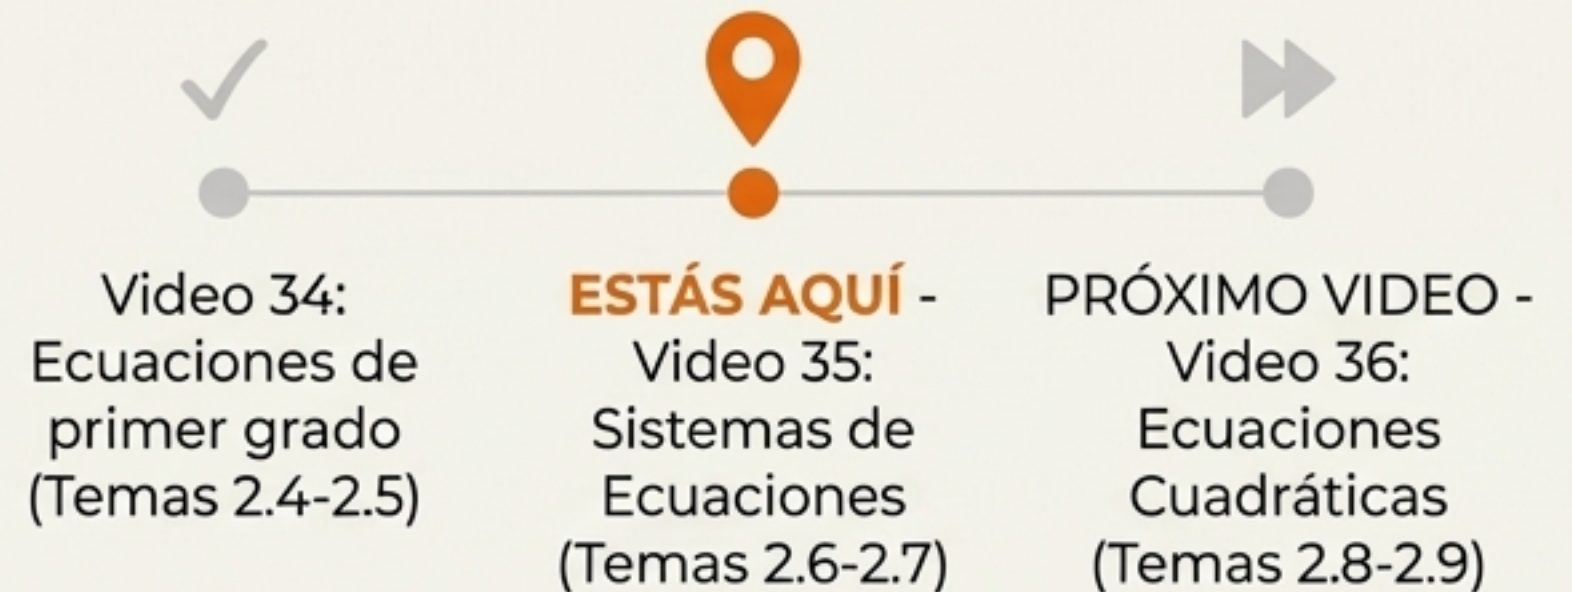 Video 34:
Ecuaciones de
primer grado
(Temas 2.4-2.5)
ESTÁS AQUÍ -
Video 35:
Sistemas de
Ecuaciones
(Temas 2.6-2.7)
PRÓXIMO VIDEO -
Video 36:
Ecuaciones
Cuadráticas
(Temas 2.8-2.9)